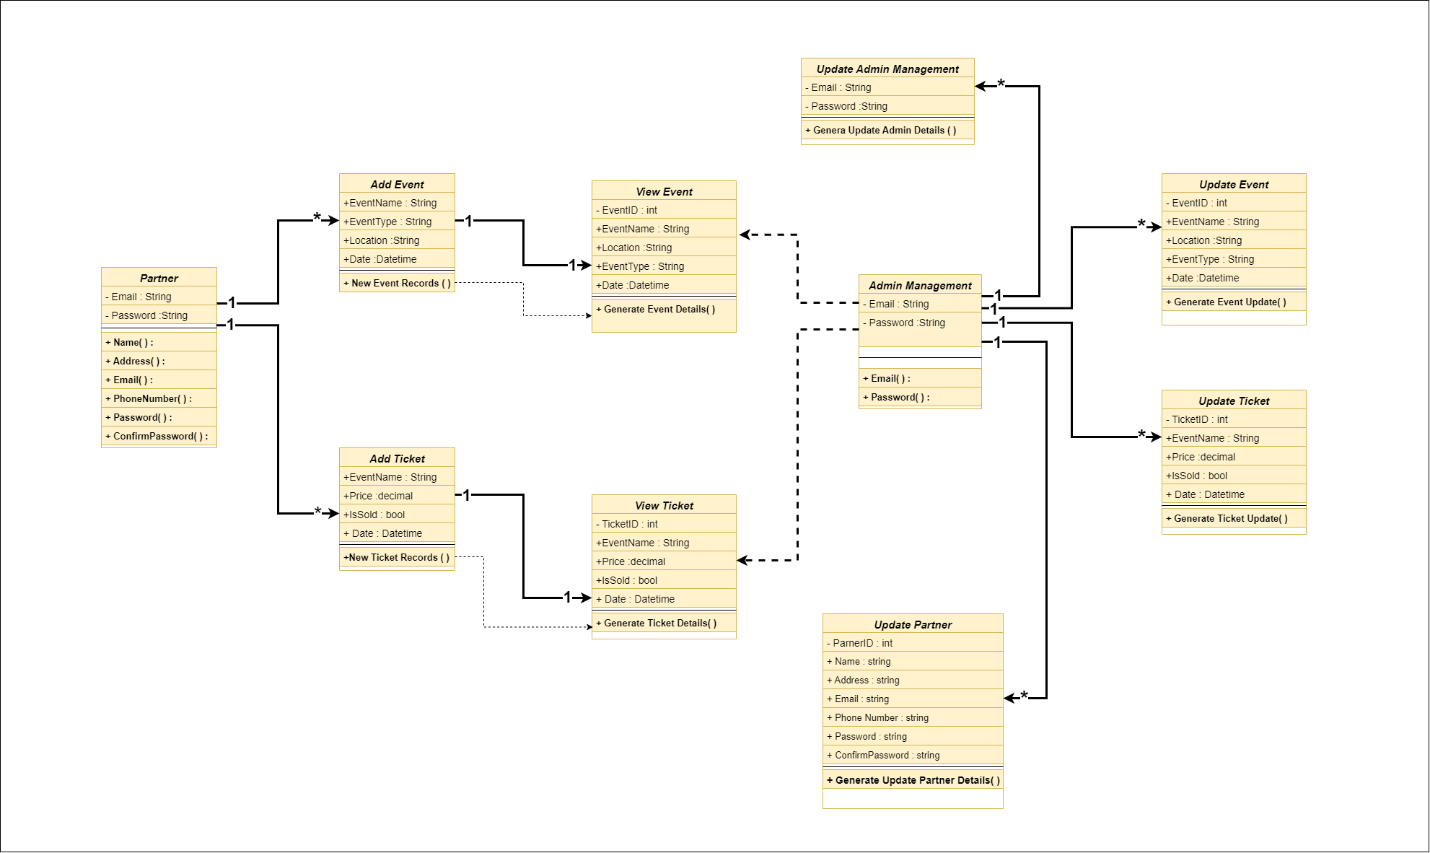 Update Admin Management
- Email : String
- Password :String
+ Genera Update Admin Details ( )
*
Add Event
+EventName : String
+EventType : String
+Location :String
+Date :Datetime
+ New Event Records ( )
*
1
1
View Event
- EventID : int
+EventName : String
+Location :String
+EventType : String
+Date :Datetime
+ Generate Event Details( )
Update Event
- EventID : int
+EventName : String
+Location :String
+EventType : String
+Date :Datetime
+ Generate Event Update( )
*
Partner
- Email : String
- Password :String
+ Name( ) :
+ Address( ) :
+ Email( ) :
+ PhoneNumber( ) :
+ Password( ) :
+ ConfirmPassword( ) :
1
1
Admin Management
- Email : String
- Password :String
+ Email( ) :
+ Password( ) :
1
1
1
1
Update Ticket
- TicketID : int
+EventName : String
+Price :decimal
+IsSold : bool
+ Date : Datetime
+ Generate Ticket Update( )
*
Add Ticket
+EventName : String
+Price :decimal
+IsSold : bool
+ Date : Datetime
+New Ticket Records ( )
*
1
1
View Ticket
- TicketID : int
+EventName : String
+Price :decimal
+IsSold : bool
+ Date : Datetime
+ Generate Ticket Details( )
Update Partner
- ParnerID : int
+ Name : string
+ Address : string
+ Email : string
+ Phone Number : string
+ Password : string
+ ConfirmPassword : string
+ Generate Update Partner Details( )
*